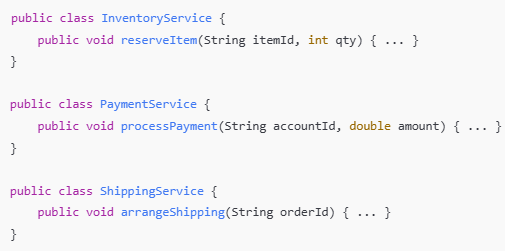 public class InventoryService {
    public void reserveItem(String itemId, int qty) { ... }
}

public class PaymentService {
    public void processPayment(String accountId, double amount) { ... }
}

public class ShippingService {
    public void arrangeShipping(String orderId) { ... }
}